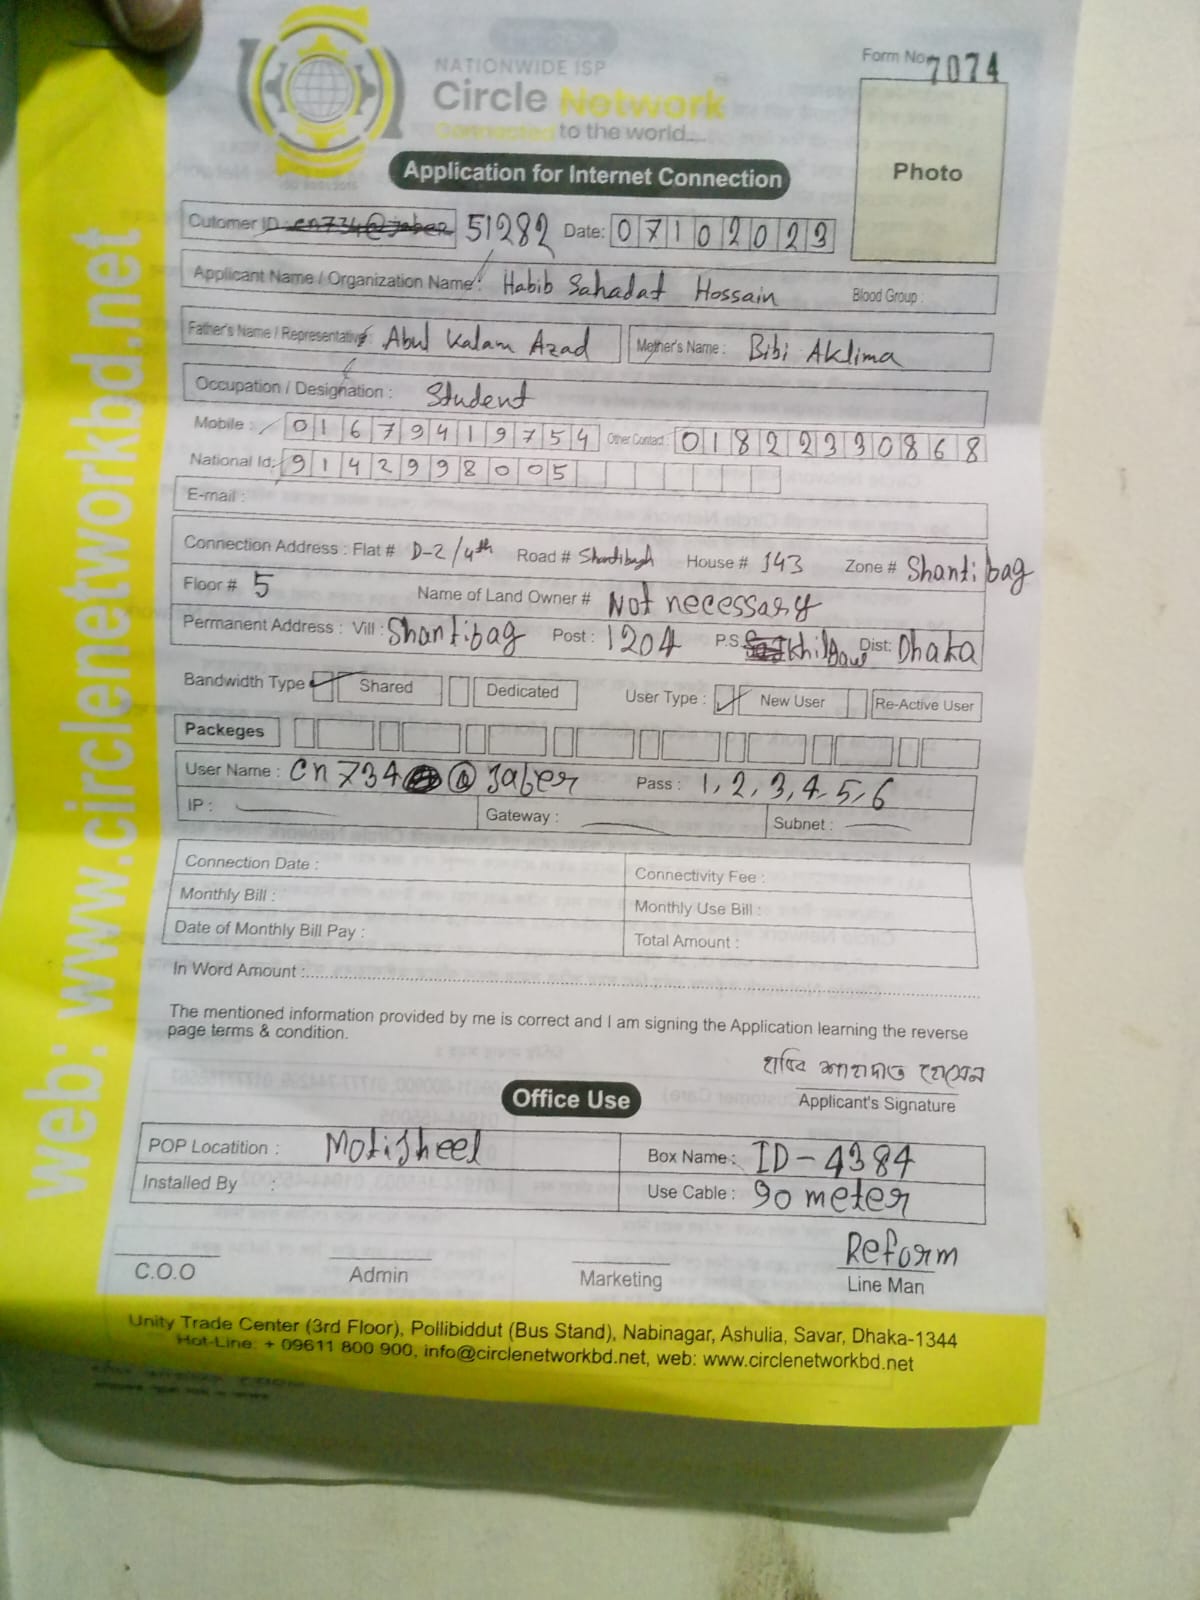 NATIONWIDE ISP
Circle Network
Connected to the world....
Form No. 7074
Photo
Application for Internet Connection
Cutomer ID : cn734@jaber 51282 Date: 07102023
Applicant Name / Organization Name : Habib Sahadat Hossain Blood Group :
Father's Name / Representative : Abul Kalam Azad Mother's Name : Bibi Aklima
Occupation / Designation : Student
Mobile : 01679419754 Other Contact : 01822330868
National Id: 9142998005
E-mail :
Connection Address : Flat # D-2/4th Road # Shantibagh House # 143 Zone # Shantibag
Floor # 5 Name of Land Owner # Not necessary
Permanent Address : Vill : Shantibag Post : 1204 P.S. Dist: Dhaka
Bandwidth Type Shared Dedicated User Type : New User Re-Active User
Packeges
User Name : cn734 @ Jaber Pass : 1,2,3,4,5,6
IP : Gateway : Subnet :
Connection Date : Connectivity Fee :
Monthly Bill : Monthly Use Bill :
Date of Monthly Bill Pay : Total Amount :
In Word Amount :
The mentioned information provided by me is correct and I am signing the Application learning the reverse
page terms & condition.
হাবিব শাহাদাত হোসেন
Applicant's Signature
Office Use
POP Locatition : Motijheel Box Name : ID-4384
Installed By : Use Cable : 90 meter
Reform
C.O.O Admin Marketing Line Man
Unity Trade Center (3rd Floor), Pollibiddut (Bus Stand), Nabinagar, Ashulia, Savar, Dhaka-1344
Hot-Line: + 09611 800 900, info@circlenetworkbd.net, web: www.circlenetworkbd.net
web: www.circlenetworkbd.net